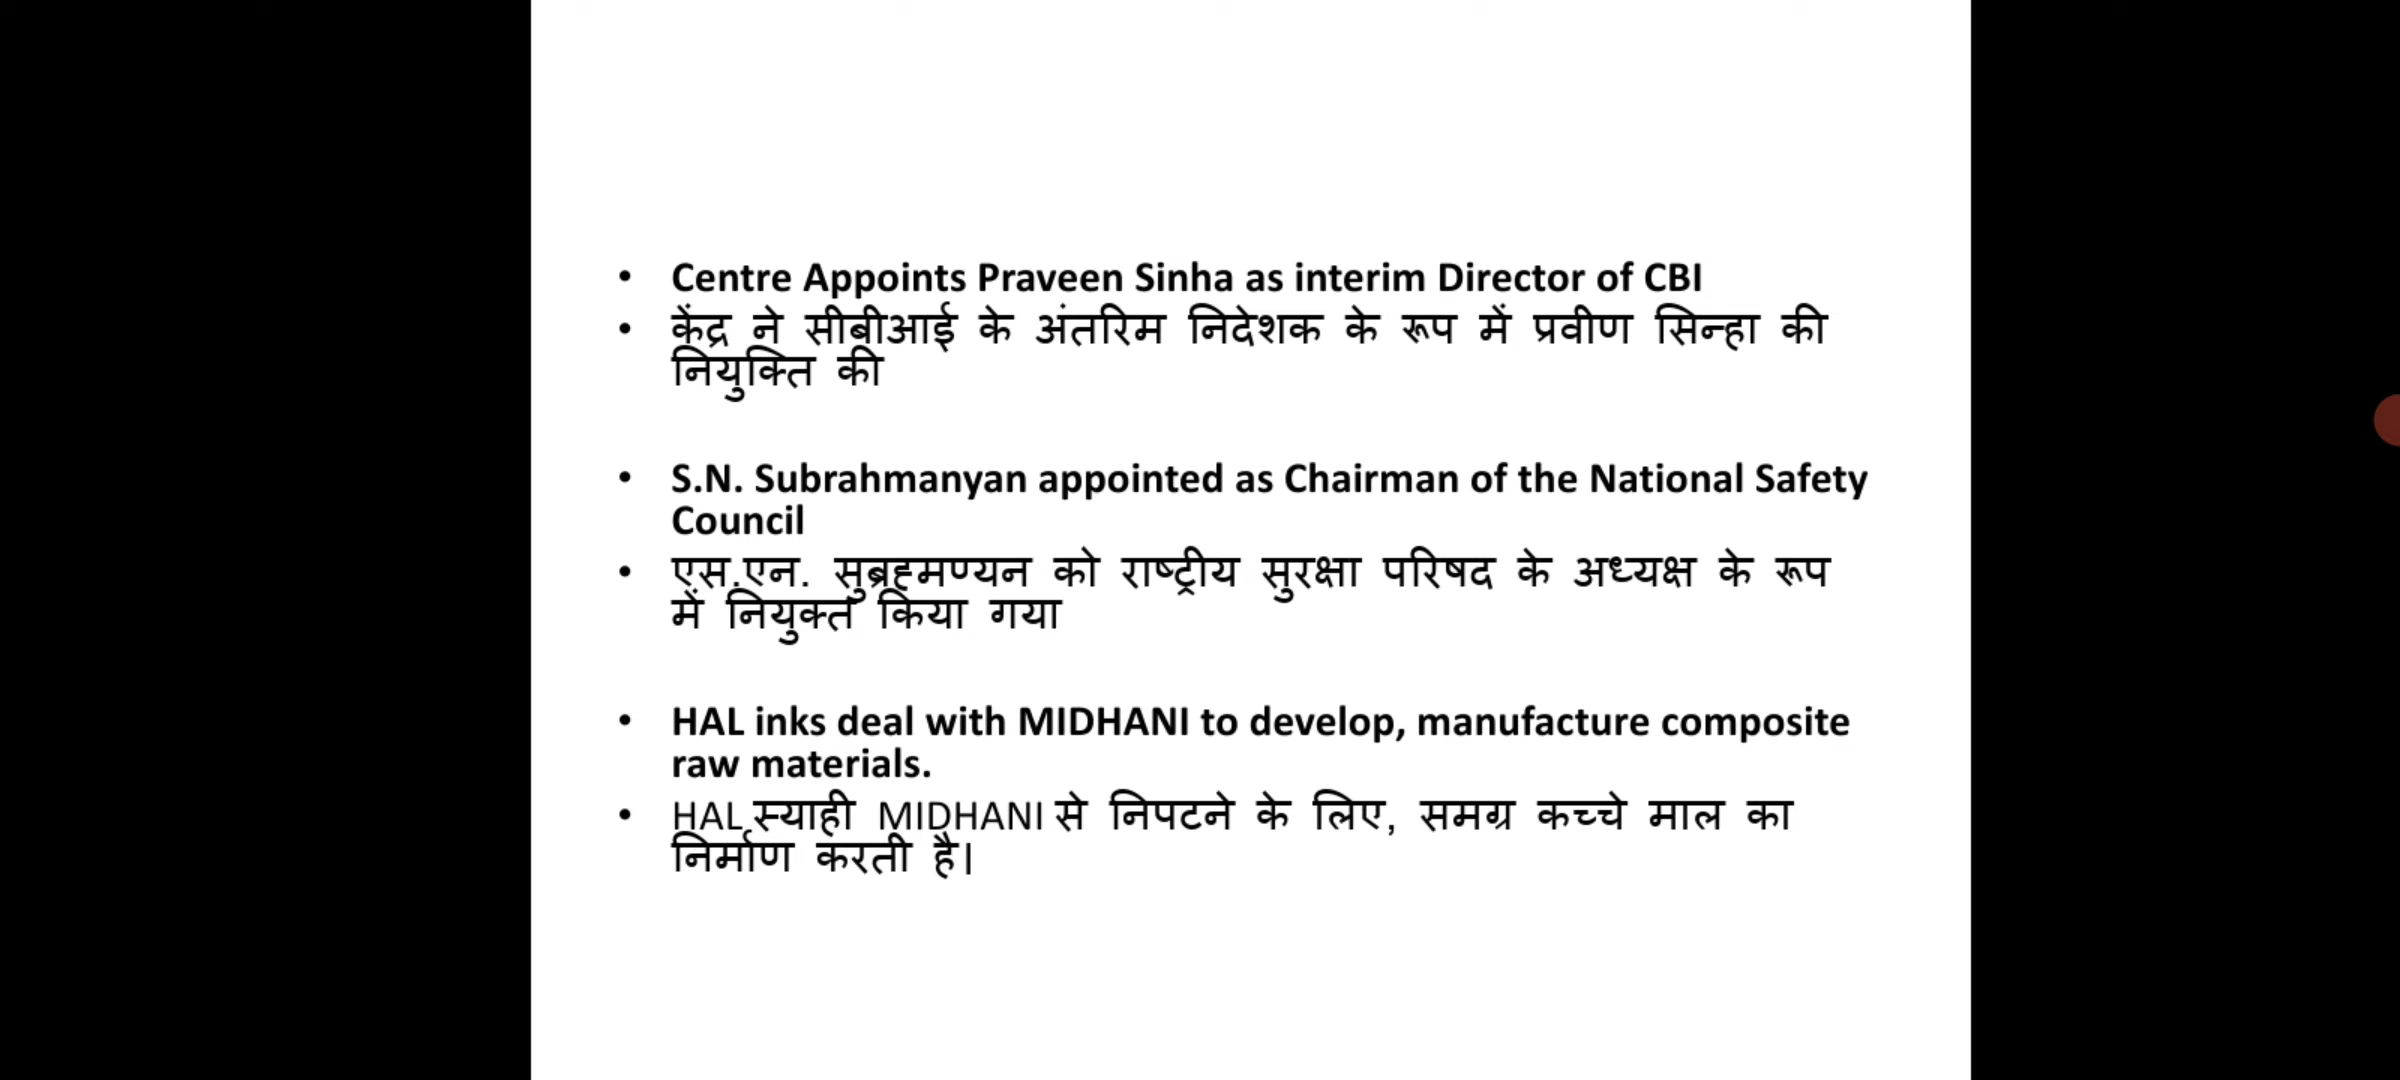 • Centre Appoints Praveen Sinha as interim Director of CBI
• केंद्र ने सीबीआई के अंतरिम निदेशक के रूप में प्रवीण सिन्हा की
नियुक्ति की
• S.N. Subrahmanyan appointed as Chairman of the National Safety
Council
• एस.एन. सुब्रह्मण्यन को राष्ट्रीय सुरक्षा परिषद के अध्यक्ष के रूप
में नियुक्त किया गया
• HAL inks deal with MIDHANI to develop, manufacture composite
raw materials.
• HAL स्याही MIDHANI से निपटने के लिए, समग्र कच्चे माल का
निर्माण करती है।